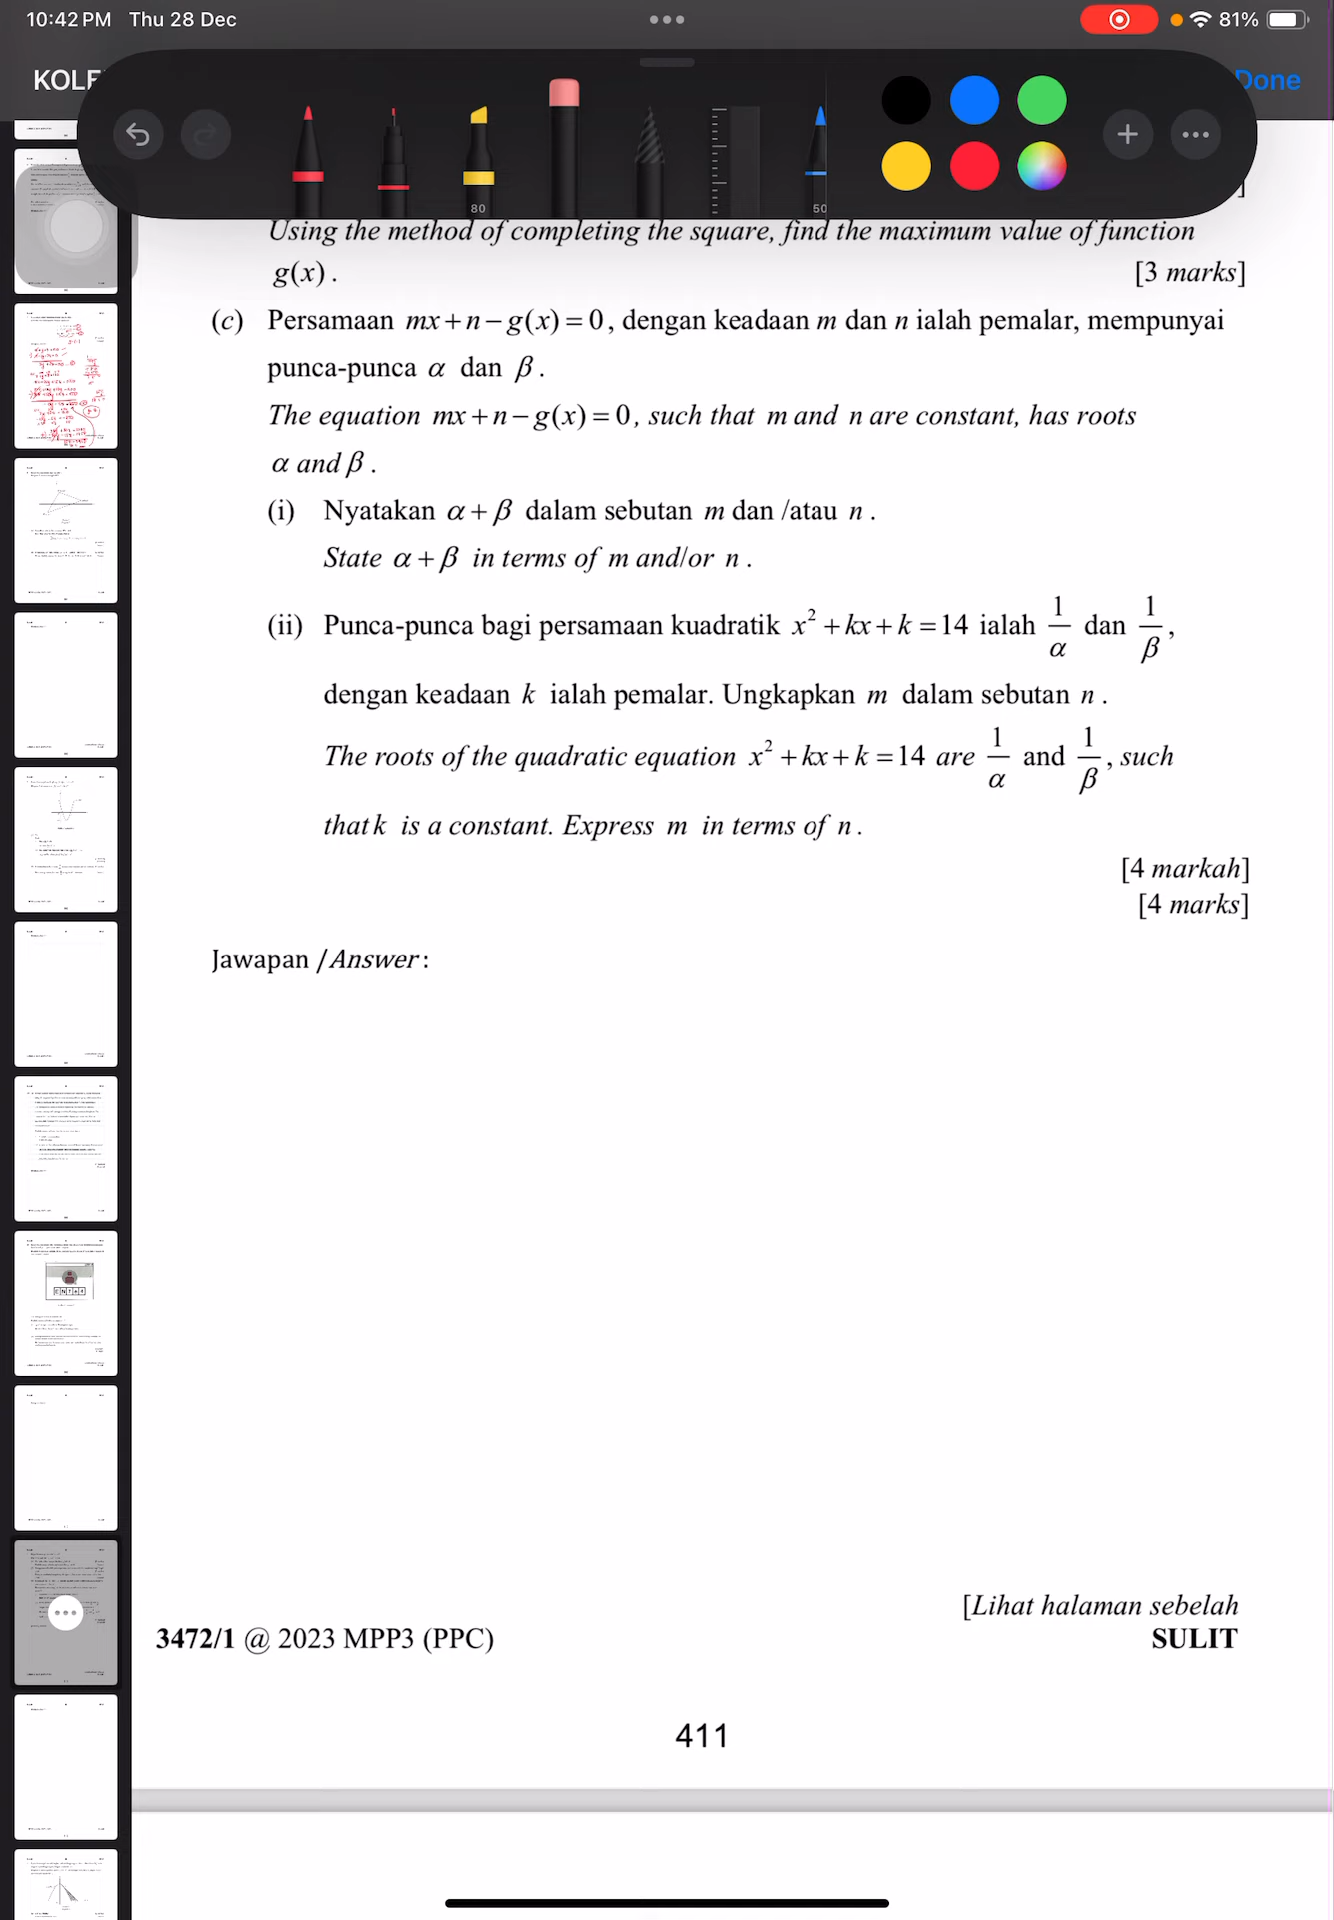 10:42 PM Thu 28 Dec
81%
Done
80
50
Using the method of completing the square, find the maximum value of function
g(x). [3 marks]
(c) Persamaan mx+n−g(x)=0, dengan keadaan m dan n ialah pemalar, mempunyai
punca-punca α dan β.
The equation mx+n−g(x)=0, such that m and n are constant, has roots
α and β.
(i) Nyatakan α+β dalam sebutan m dan /atau n.
State α+β in terms of m and/or n.
(ii) Punca-punca bagi persamaan kuadratik x²+kx+k=14 ialah 1/α dan 1/β,
dengan keadaan k ialah pemalar. Ungkapkan m dalam sebutan n.
The roots of the quadratic equation x²+kx+k=14 are 1/α and 1/β, such
that k is a constant. Express m in terms of n.
[4 markah]
[4 marks]
Jawapan /Answer:
[Lihat halaman sebelah
3472/1 @ 2023 MPP3 (PPC) SULIT
411